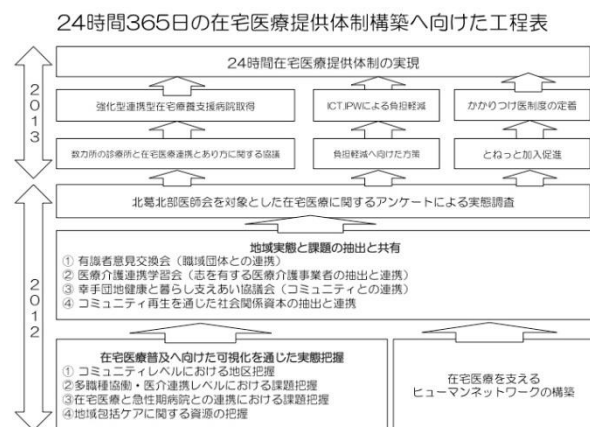 24時間365日の在宅医療提供体制構築へ向けた工程表
2013
24時間在宅医療提供体制の実現
強化型連携型在宅療養支援病院取得
ICT.IPWによる負担軽減
かかりつけ医制度の定着
数カ所の診療所と在宅医療連携とあり方に関する協議
負担軽減へ向けた方策
とねっと加入促進
2012
北葛北部医師会を対象とした在宅医療に関するアンケートによる実態調査
地域実態と課題の抽出と共有
① 有識者意見交換会（職域団体との連携）
② 医療介護連携学習会（志を有する医療介護事業者の抽出と連携）
③ 幸手団地健康と暮らし支えあい協議会（コミュニティとの連携）
④ コミュニティ再生を通じた社会関係資本の抽出と連携
在宅医療普及へ向けた可視化を通じた実態把握
① コミュニティレベルにおける地区把握
②多職種協働・医介連携レベルにおける課題把握
③在宅医療と急性期病院との連携における課題把握
④地域包括ケアに関する資源の把握
在宅医療を支える
ヒューマンネットワークの構築